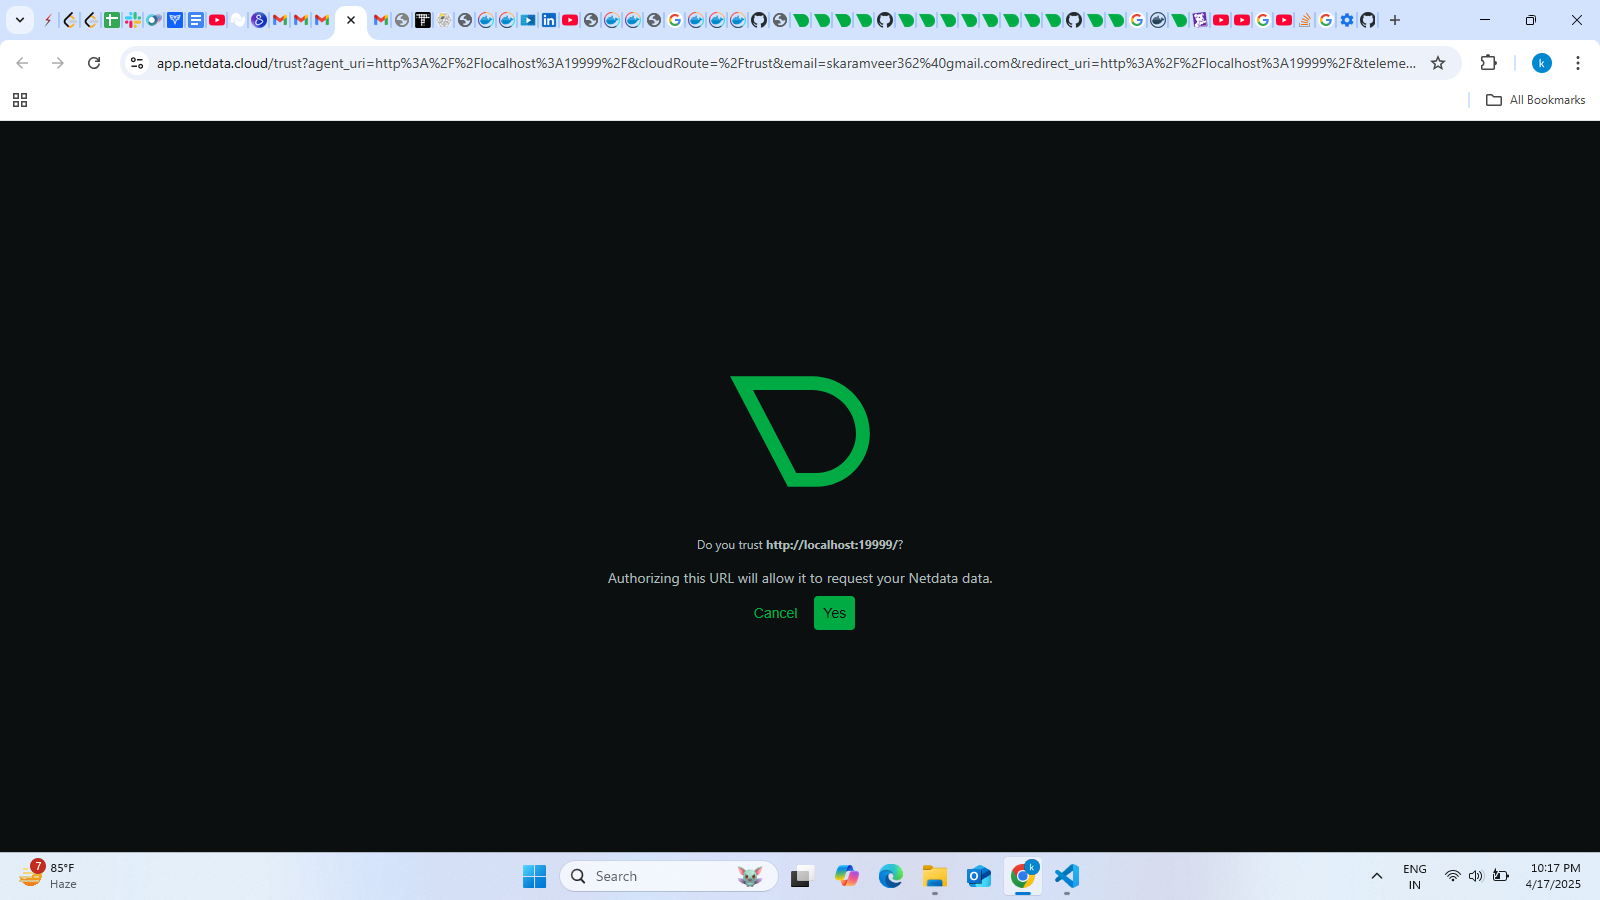 app.netdata.cloud/trust?agent_uri=http%3A%2F%2Flocalhost%3A19999%2F&cloudRoute=%2Ftrust&email=skaramveer362%40gmail.com&redirect_uri=http%3A%2F%2Flocalhost%3A19999%2F&teleme...
k
All Bookmarks
Do you trust http://localhost:19999/?
Authorizing this URL will allow it to request your Netdata data.
Cancel Yes
7
85°F
Haze
Search
k
ENG
IN
10:17 PM
4/17/2025